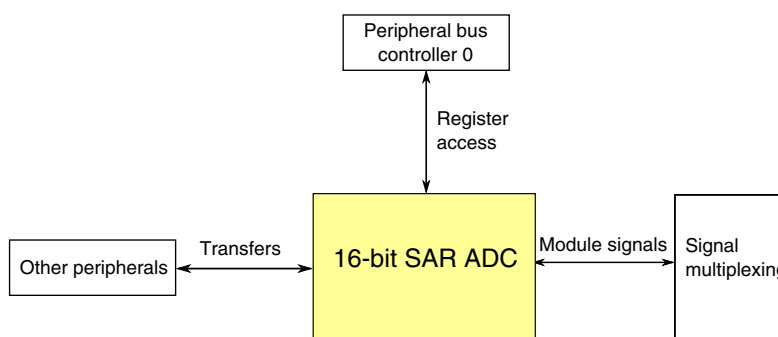 Peripheral bus
controller 0
Register
access
Transfers
Other peripherals
16-bit SAR ADC
Module signals
Signal
multiplexing